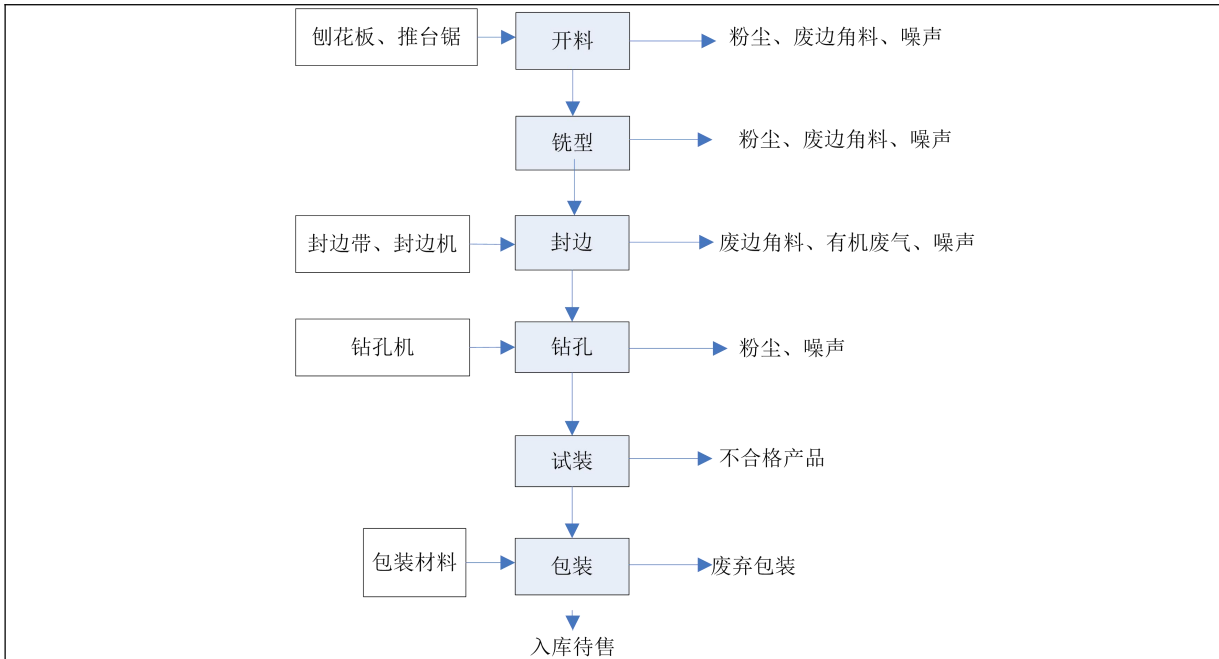 刨花板、推台锯
开料
粉尘、废边角料、噪声
铣型
粉尘、废边角料、噪声
封边带、封边机
封边
废边角料、有机废气、噪声
钻孔机
钻孔
粉尘、噪声
试装
不合格产品
包装材料
包装
废弃包装
入库待售